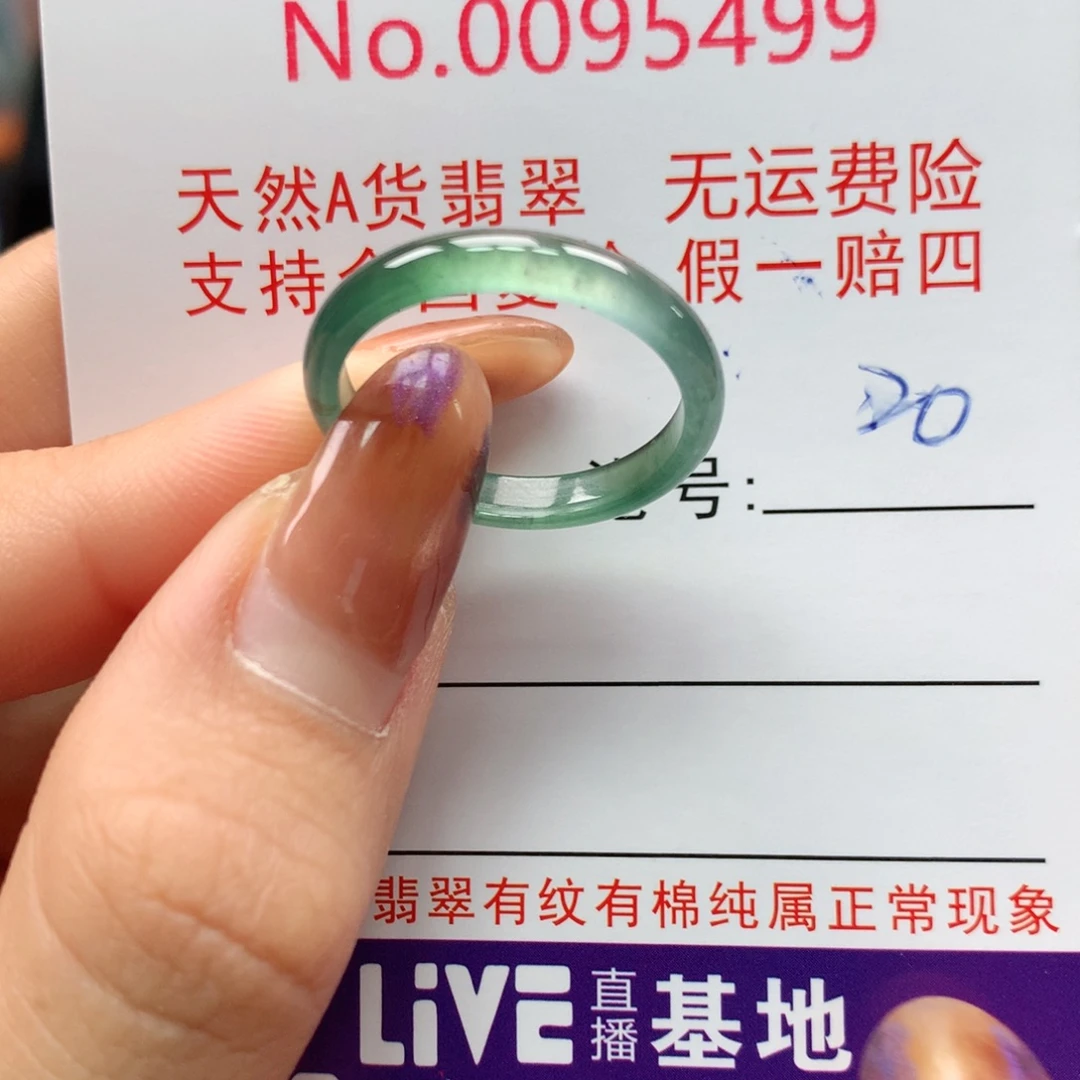 No.0095499
天然A货翡翠 无运费险
支持 假一赔四
20
号:
翡翠有纹有棉纯属正常现象
LiVE 直播 基地